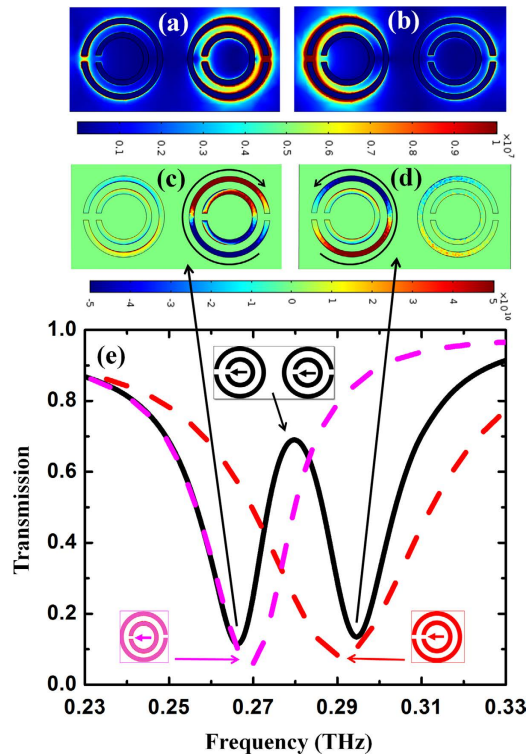 (a) (b)
0.1 0.2 0.3 0.4 0.5 0.6 0.7 0.8 0.9 1 ×10⁷
(c) (d)
-5 -4 -3 -2 -1 0 1 2 3 4 5 ×10¹⁰
(e)
1.0
0.8
0.6
0.4
0.2
0.0
Transmission
0.23 0.25 0.27 0.29 0.31 0.33
Frequency (THz)